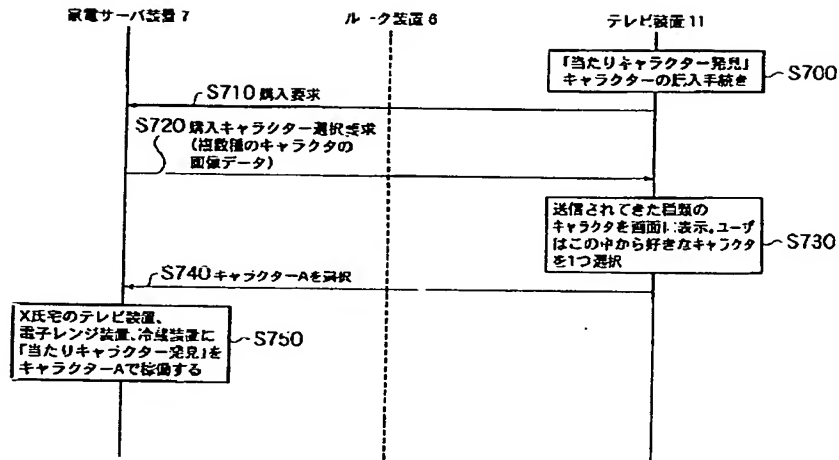 家電サーバ装置 7
ルータ装置 6
テレビ装置 11
「当たりキャラクター発見」
キャラクターの購入手続き
S700
S710 購入要求
S720 購入キャラクター選択要求
(複数種のキャラクタの
画像データ)
送信されてきた種類の
キャラクタを画面に表示。ユーザ
はこの中から好きなキャラクタ
を1つ選択
S730
S740 キャラクターAを選択
X氏宅のテレビ装置、
電子レンジ装置、冷蔵装置に
「当たりキャラクター発見」を
キャラクターAで稼働する
S750